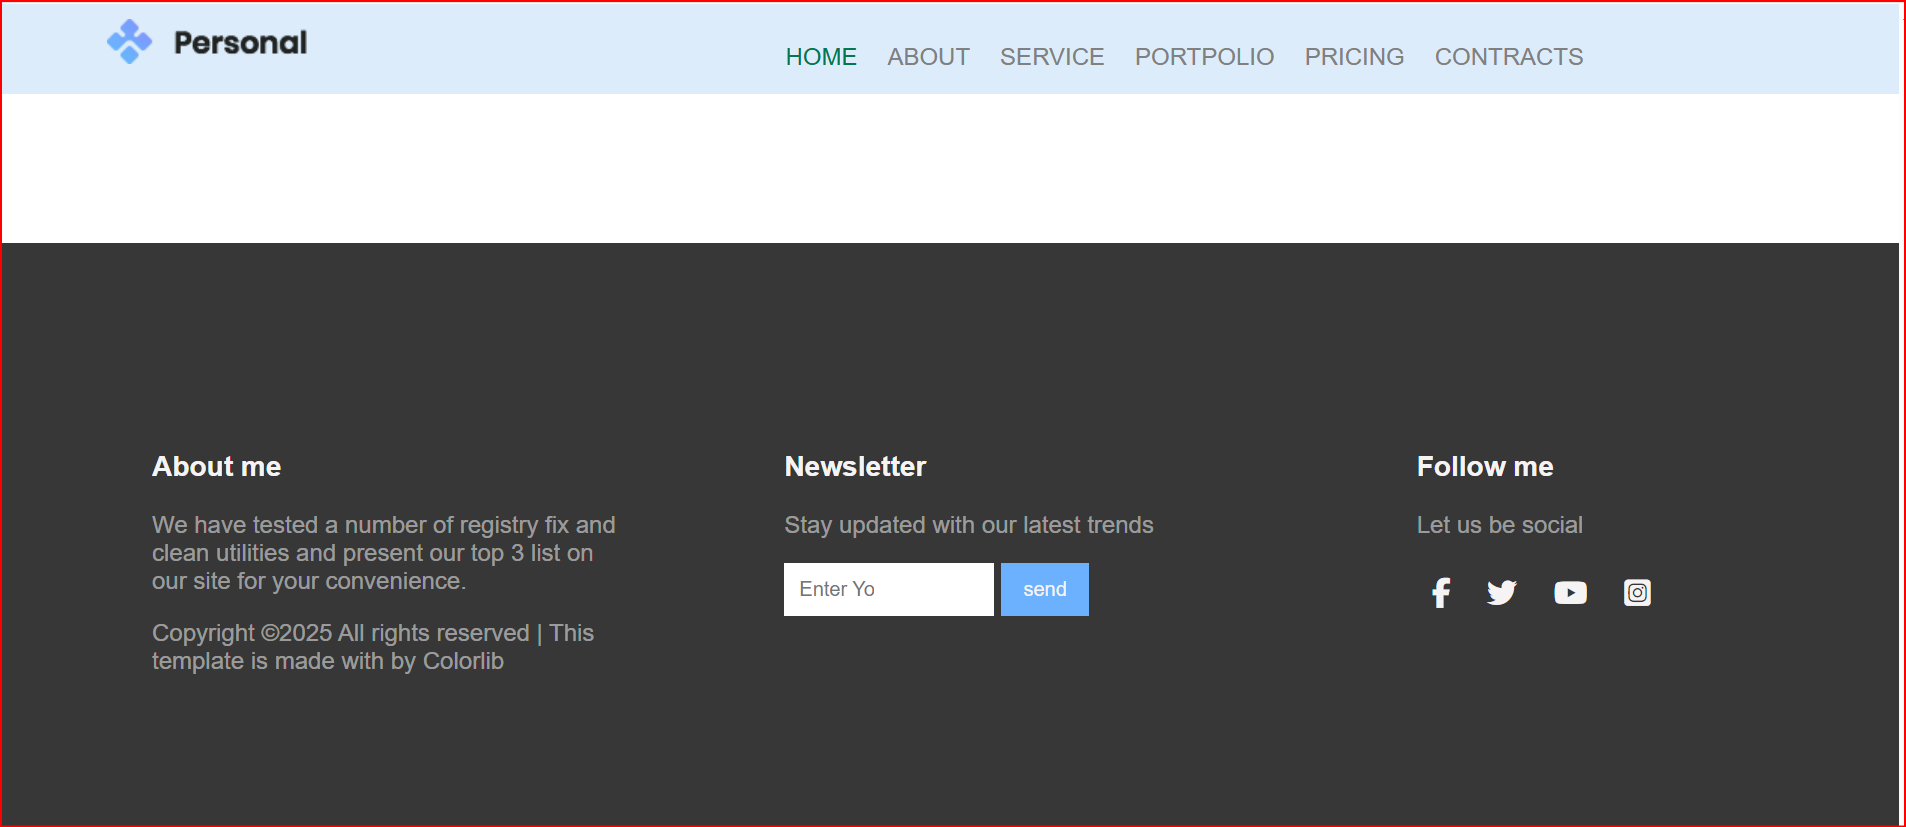 Personal
HOME ABOUT SERVICE PORTPOLIO PRICING CONTRACTS
About me
We have tested a number of registry fix and
clean utilities and present our top 3 list on
our site for your convenience.
Copyright ©2025 All rights reserved | This
template is made with by Colorlib
Newsletter
Stay updated with our latest trends
Enter Yo
send
Follow me
Let us be social